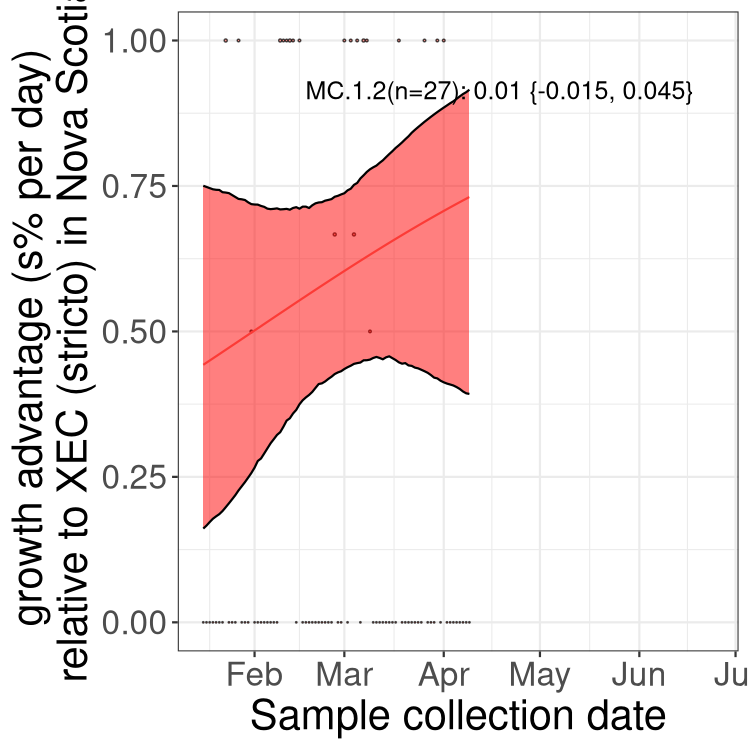 growth advantage (s% per day)
relative to XEC (stricto) in Nova Scotia
1.00
MC.1.2(n=27): 0.01 {-0.015, 0.045}
0.75
0.50
0.25
0.00
Feb Mar Apr May Jun Ju
Sample collection date